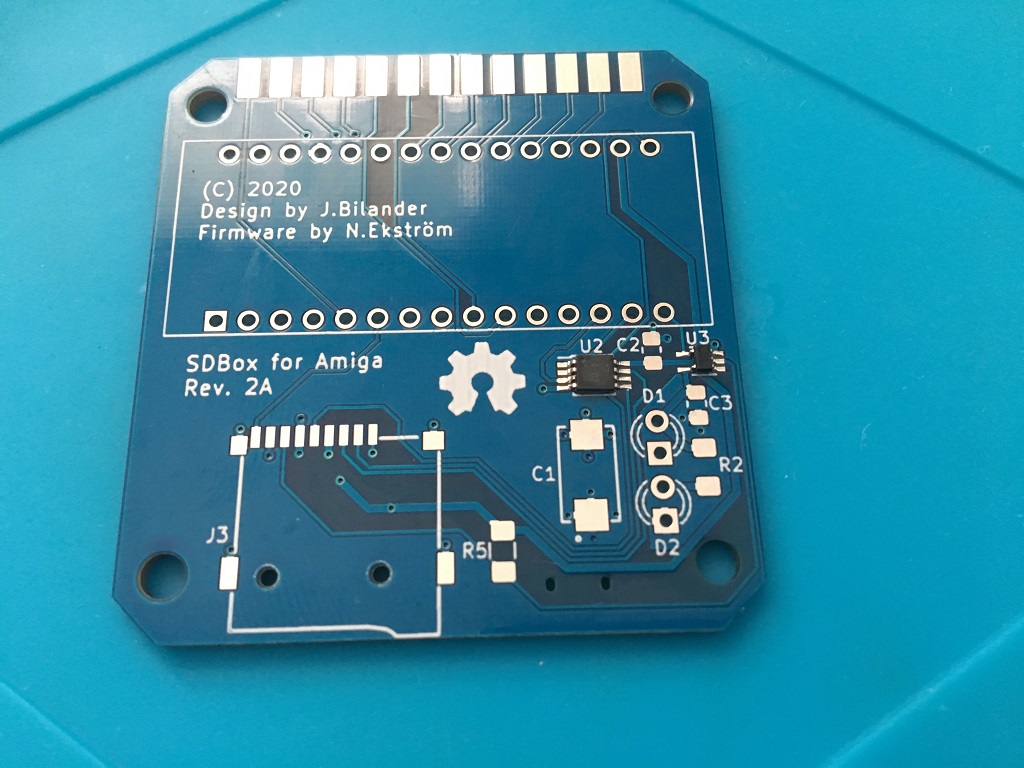 (C) 2020
Design by J.Bilander
Firmware by N.Ekström
SDBox for Amiga
Rev. 2A
U2
C2
U3
D1
C3
C1
R2
J3
R5
D2